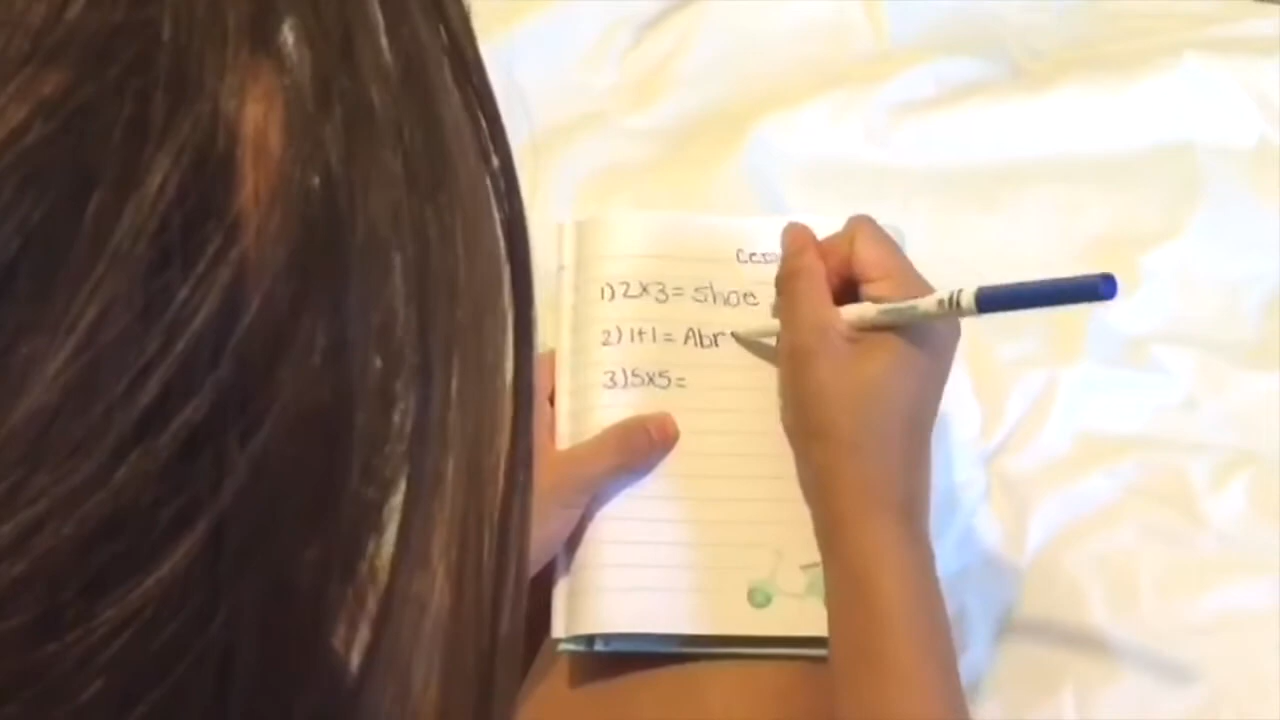 1) 2x3= Shoe
2) 1+1= Abr
3) 5x5=